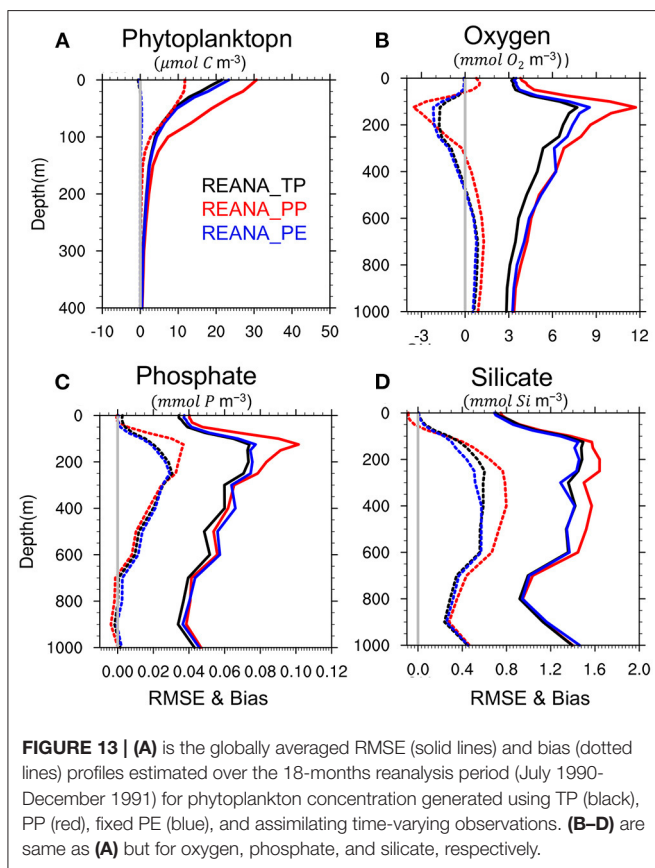 A Phytoplanktopn
(μmol C m⁻³)
0
100
200
300
400
Depth(m)
REANA_TP
REANA_PP
REANA_PE
-10 0 10 20 30 40 50
B Oxygen
(mmol O₂ m⁻³))
0
200
400
600
800
1000
-3 0 3 6 9 12
C Phosphate
(mmol P m⁻³)
0
200
400
600
800
1000
Depth(m)
0.00 0.02 0.04 0.06 0.08 0.10 0.12
RMSE & Bias
D Silicate
(mmol Si m⁻³)
0
200
400
600
800
1000
0.0 0.4 0.8 1.2 1.6 2.0
RMSE & Bias
FIGURE 13 | (A) is the globally averaged RMSE (solid lines) and bias (dotted
lines) profiles estimated over the 18-months reanalysis period (July 1990-
December 1991) for phytoplankton concentration generated using TP (black),
PP (red), fixed PE (blue), and assimilating time-varying observations. (B–D) are
same as (A) but for oxygen, phosphate, and silicate, respectively.